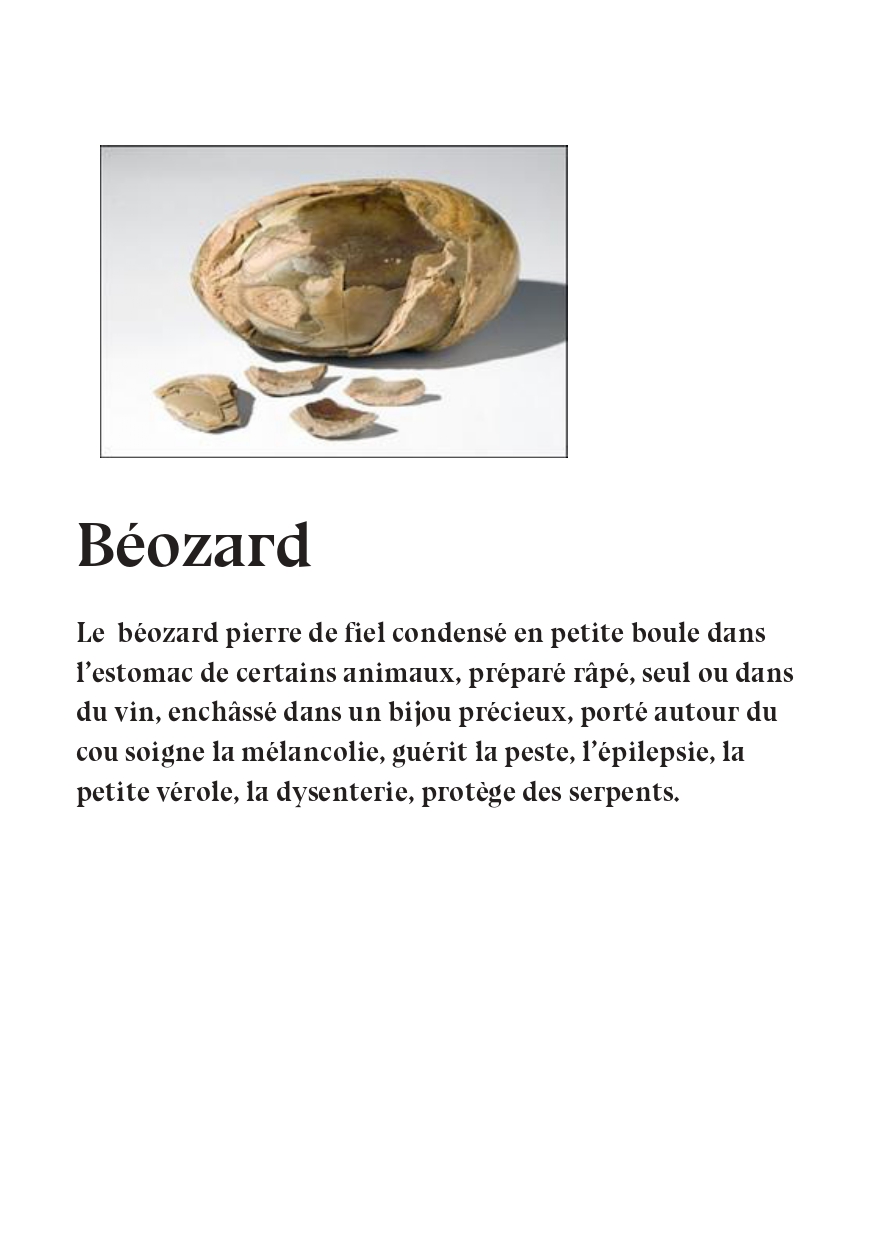 Béozard
Le  béozard pierre de fiel condensé en petite boule dans
l’estomac de certains animaux, préparé râpé, seul ou dans
du vin, enchâssé dans un bijou précieux, porté autour du
cou soigne la mélancolie, guérit la peste, l’épilepsie, la
petite vérole, la dysenterie, protège des serpents.